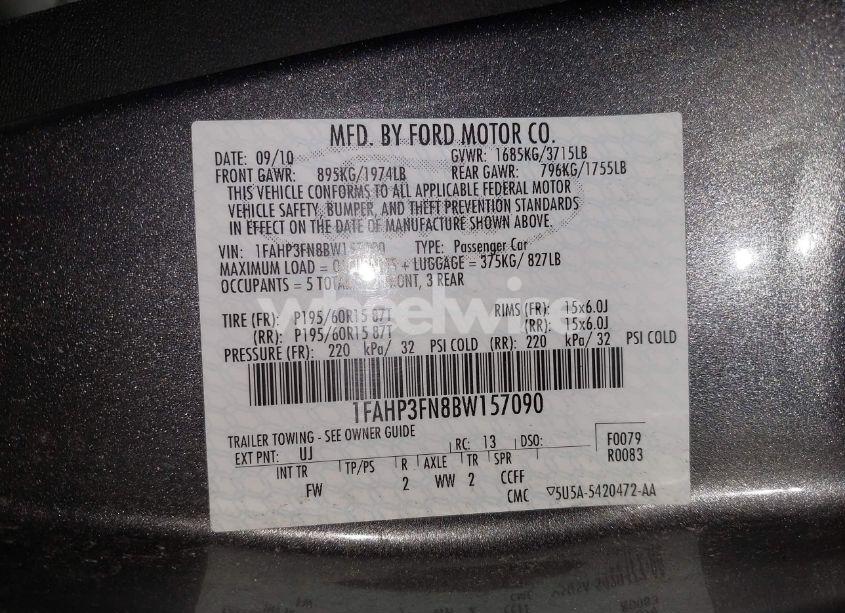 MFD. BY FORD MOTOR CO.
DATE: 09/10 GVWR: 1685KG/3715LB
FRONT GAWR: 895KG/1974LB REAR GAWR: 796KG/1755LB
THIS VEHICLE CONFORMS TO ALL APPLICABLE FEDERAL MOTOR
VEHICLE SAFETY, BUMPER, AND THEFT PREVENTION STANDARDS
IN EFFECT ON THE DATE OF MANUFACTURE SHOWN ABOVE.
VIN: 1FAHP3FN8BW157090 TYPE: Passenger Car
MAXIMUM LOAD = + LUGGAGE = 375KG/ 827LB
OCCUPANTS = 5 3 REAR
wheelwise
TIRE (FR): P195/60R15 87T RIMS (FR): 15x6.0J
(RR): P195/60R15 87T (RR): 15x6.0J
PRESSURE (FR): 220 kPa/ 32 PSI COLD (RR): 220 kPa/ 32 PSI COLD
1FAHP3FN8BW157090
TRAILER TOWING - SEE OWNER GUIDE
EXT PNT: UJ RC: 13 DSO: F0079
R0083
INT TR TP/PS R AXLE TR SPR
FW 2 WW 2 CCFF
CMC ▽5U5A-5420472-AA